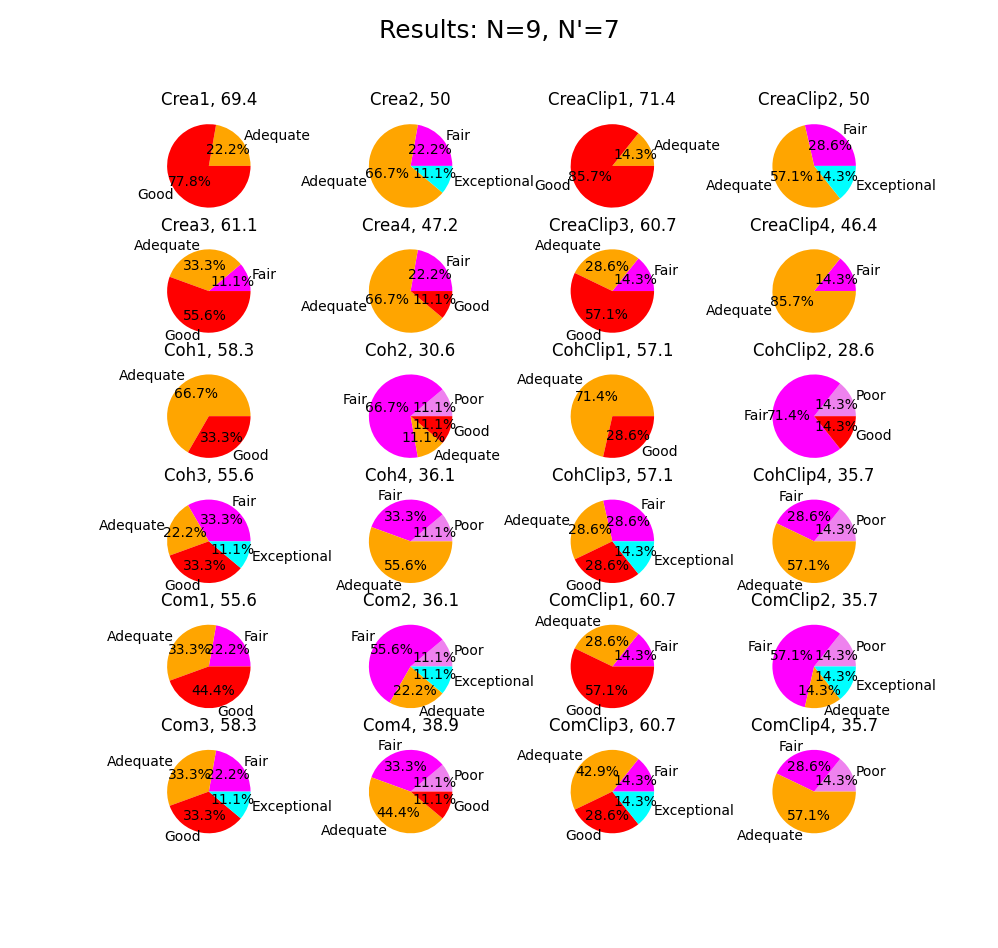 Results: N=9, N'=7
Crea1, 69.4
Adequate
22.2%
77.8%
Good
Crea2, 50
Fair
22.2%
66.7%
11.1%
Adequate
Exceptional
CreaClip1, 71.4
Adequate
14.3%
85.7%
Good
CreaClip2, 50
Fair
28.6%
57.1%
14.3%
Adequate
Exceptional
Crea3, 61.1
Adequate
33.3%
Fair
11.1%
55.6%
Good
Crea4, 47.2
Fair
22.2%
66.7%
11.1%
Adequate
Good
CreaClip3, 60.7
Adequate
28.6%
Fair
14.3%
57.1%
Good
CreaClip4, 46.4
Fair
14.3%
85.7%
Adequate
Coh1, 58.3
Adequate
66.7%
33.3%
Good
Coh2, 30.6
Fair
66.7%
Poor
11.1%
11.1%
Good
11.1%
Adequate
CohClip1, 57.1
Adequate
71.4%
28.6%
Good
CohClip2, 28.6
Poor
14.3%
Fair
71.4%
14.3%
Good
Coh3, 55.6
Fair
33.3%
Adequate
22.2%
11.1%
Exceptional
33.3%
Good
Coh4, 36.1
Fair
33.3%
Poor
11.1%
55.6%
Adequate
CohClip3, 57.1
Fair
28.6%
Adequate
28.6%
14.3%
Exceptional
28.6%
Good
CohClip4, 35.7
Fair
28.6%
Poor
14.3%
57.1%
Adequate
Com1, 55.6
Adequate
33.3%
Fair
22.2%
44.4%
Good
Com2, 36.1
Fair
55.6%
Poor
11.1%
11.1%
Exceptional
22.2%
Adequate
ComClip1, 60.7
Adequate
28.6%
Fair
14.3%
57.1%
Good
ComClip2, 35.7
Fair
57.1%
Poor
14.3%
14.3%
Exceptional
14.3%
Adequate
Com3, 58.3
Adequate
33.3%
Fair
22.2%
11.1%
Exceptional
33.3%
Good
Com4, 38.9
Fair
33.3%
Poor
11.1%
11.1%
Good
44.4%
Adequate
ComClip3, 60.7
Adequate
42.9%
Fair
14.3%
14.3%
Exceptional
28.6%
Good
ComClip4, 35.7
Fair
28.6%
Poor
14.3%
57.1%
Adequate